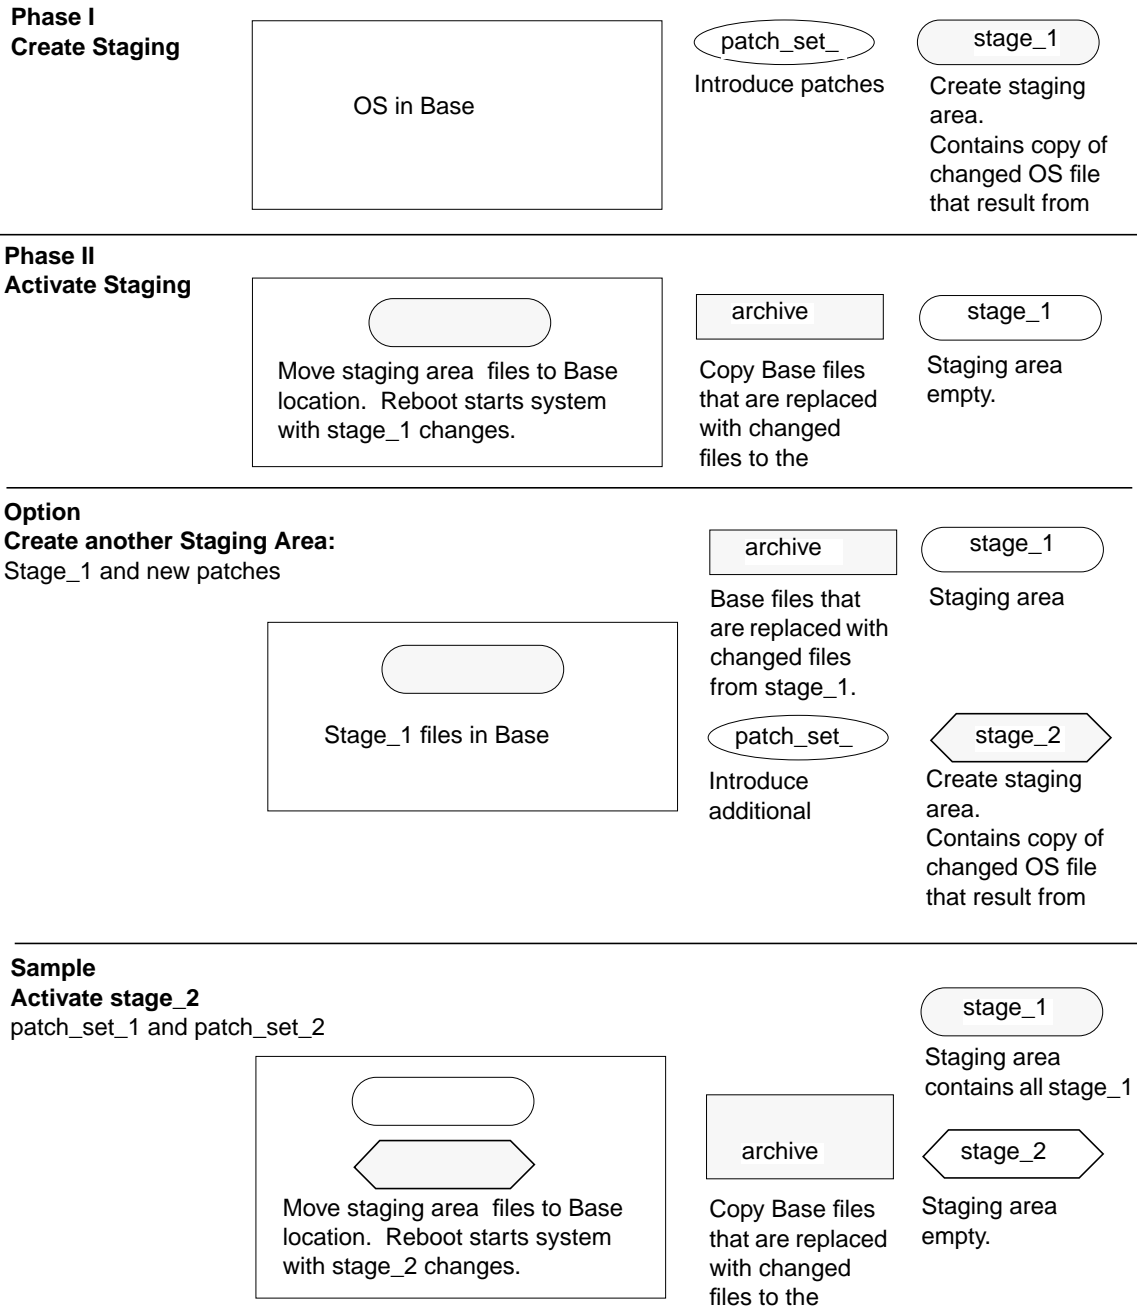 Phase I
Create Staging
OS in Base
patch_set_
Introduce patches
stage_1
Create staging
area.
Contains copy of
changed OS file
that result from
Phase II
Activate Staging
Move staging area  files to Base
location.  Reboot starts system
with stage_1 changes.
archive
Copy Base files
that are replaced
with changed
files to the
stage_1
Staging area
empty.
Option
Create another Staging Area:
Stage_1 and new patches
archive
Base files that
are replaced with
changed files
from stage_1.
stage_1
Staging area
Stage_1 files in Base
patch_set_
Introduce
additional
stage_2
Create staging
area.
Contains copy of
changed OS file
that result from
Sample
Activate stage_2
patch_set_1 and patch_set_2
stage_1
Staging area
contains all stage_1
Move staging area  files to Base
location.  Reboot starts system
with stage_2 changes.
archive
Copy Base files
that are replaced
with changed
files to the
stage_2
Staging area
empty.